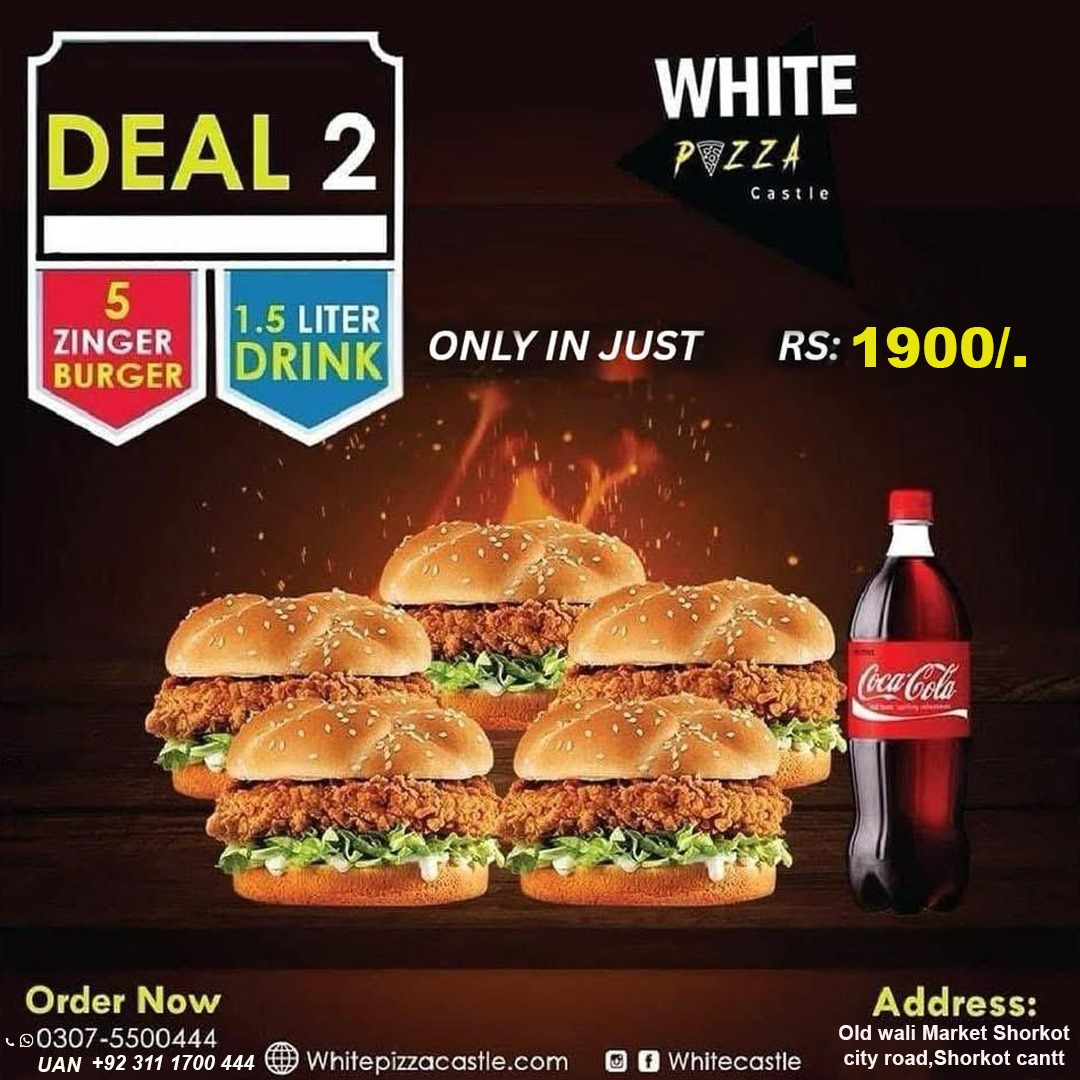 DEAL 2
5
ZINGER
BURGER
1.5 LITER
DRINK
WHITE
PIZZA
Castle
ONLY IN JUST RS: 1900/.
Coca-Cola
Order Now
0307-5500444
UAN +92 311 1700 444
Whitepizzacastle.com
Whitecastle
Address:
Old wali Market Shorkot
city road,Shorkot cantt